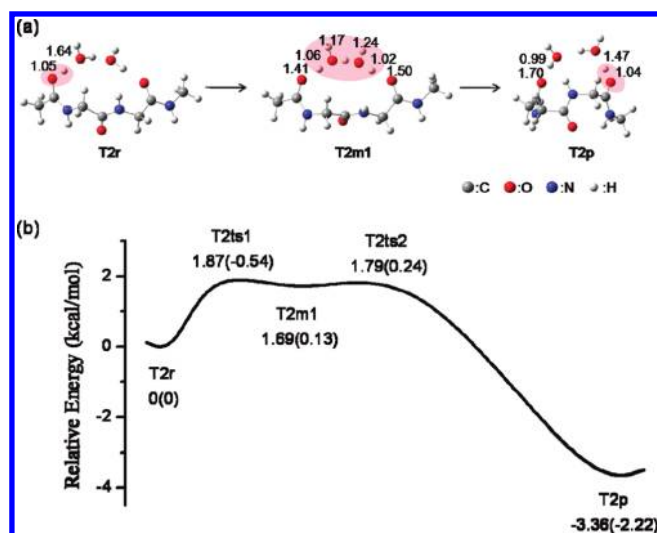 (a)
1.17
1.64
1.24
1.06
1.02
1.05
1.41
1.50
0.99
1.47
1.70
1.04
T2r
T2m1
T2p
:C :O :N :H
(b)
T2ts1
1.87(-0.54)
T2ts2
1.79(0.24)
2
T2m1
1.69(0.13)
0
T2r
0(0)
-2
-4
T2p
-3.36(-2.22)
Relative Energy (kcal/mol)